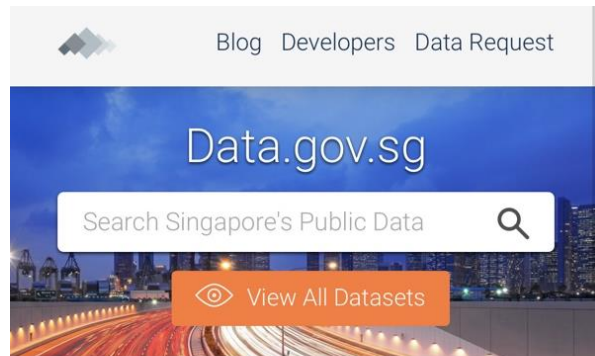 Blog Developers Data Request
Data.gov.sg
Search Singapore's Public Data
View All Datasets